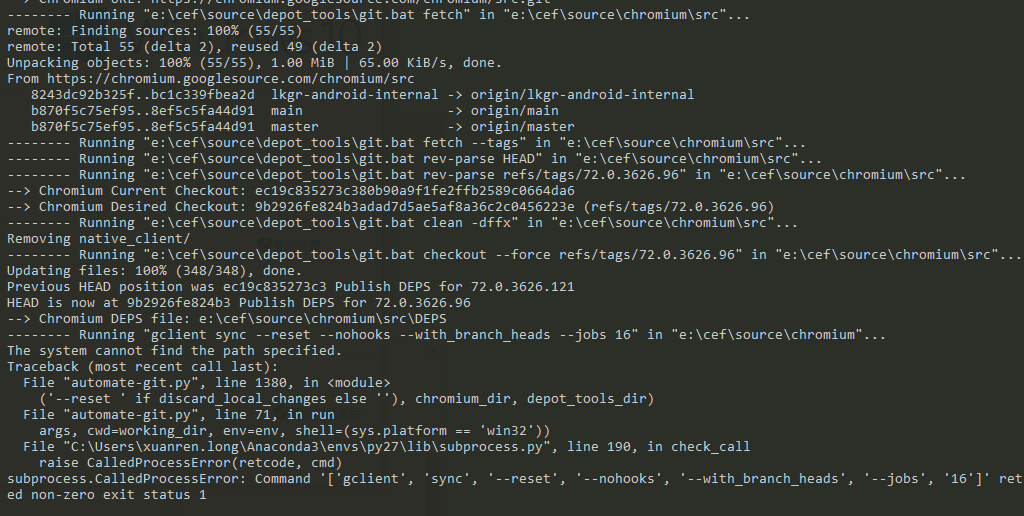 -------- Running "e:\cef\source\depot_tools\git.bat fetch" in "e:\cef\source\chromium\src"...
remote: Finding sources: 100% (55/55)
remote: Total 55 (delta 2), reused 49 (delta 2)
Unpacking objects: 100% (55/55), 1.00 MiB | 65.00 KiB/s, done.
From https://chromium.googlesource.com/chromium/src
   8243dc92b325f..bc1c339fbea2d  lkgr-android-internal -> origin/lkgr-android-internal
   b870f5c75ef95..8ef5c5fa44d91  main                  -> origin/main
   b870f5c75ef95..8ef5c5fa44d91  master                -> origin/master
-------- Running "e:\cef\source\depot_tools\git.bat fetch --tags" in "e:\cef\source\chromium\src"...
-------- Running "e:\cef\source\depot_tools\git.bat rev-parse HEAD" in "e:\cef\source\chromium\src"...
-------- Running "e:\cef\source\depot_tools\git.bat rev-parse refs/tags/72.0.3626.96" in "e:\cef\source\chromium\src"...
--> Chromium Current Checkout: ec19c835273c380b90a9f1fe2ffb2589c0664da6
--> Chromium Desired Checkout: 9b2926fe824b3adad7d5ae5af8a36c2c0456223e (refs/tags/72.0.3626.96)
-------- Running "e:\cef\source\depot_tools\git.bat clean -dffx" in "e:\cef\source\chromium\src"...
Removing native_client/
-------- Running "e:\cef\source\depot_tools\git.bat checkout --force refs/tags/72.0.3626.96" in "e:\cef\source\chromium\src"...
Updating files: 100% (348/348), done.
Previous HEAD position was ec19c835273c3 Publish DEPS for 72.0.3626.121
HEAD is now at 9b2926fe824b3 Publish DEPS for 72.0.3626.96
--> Chromium DEPS file: e:\cef\source\chromium\src\DEPS
-------- Running "gclient sync --reset --nohooks --with_branch_heads --jobs 16" in "e:\cef\source\chromium"...
The system cannot find the path specified.
Traceback (most recent call last):
  File "automate-git.py", line 1380, in <module>
    ('--reset ' if discard_local_changes else ''), chromium_dir, depot_tools_dir)
  File "automate-git.py", line 71, in run
    args, cwd=working_dir, env=env, shell=(sys.platform == 'win32'))
  File "C:\Users\xuanren.long\Anaconda3\envs\py27\lib\subprocess.py", line 190, in check_call
    raise CalledProcessError(retcode, cmd)
subprocess.CalledProcessError: Command '['gclient', 'sync', '--reset', '--nohooks', '--with_branch_heads', '--jobs', '16']' ret
ed non-zero exit status 1